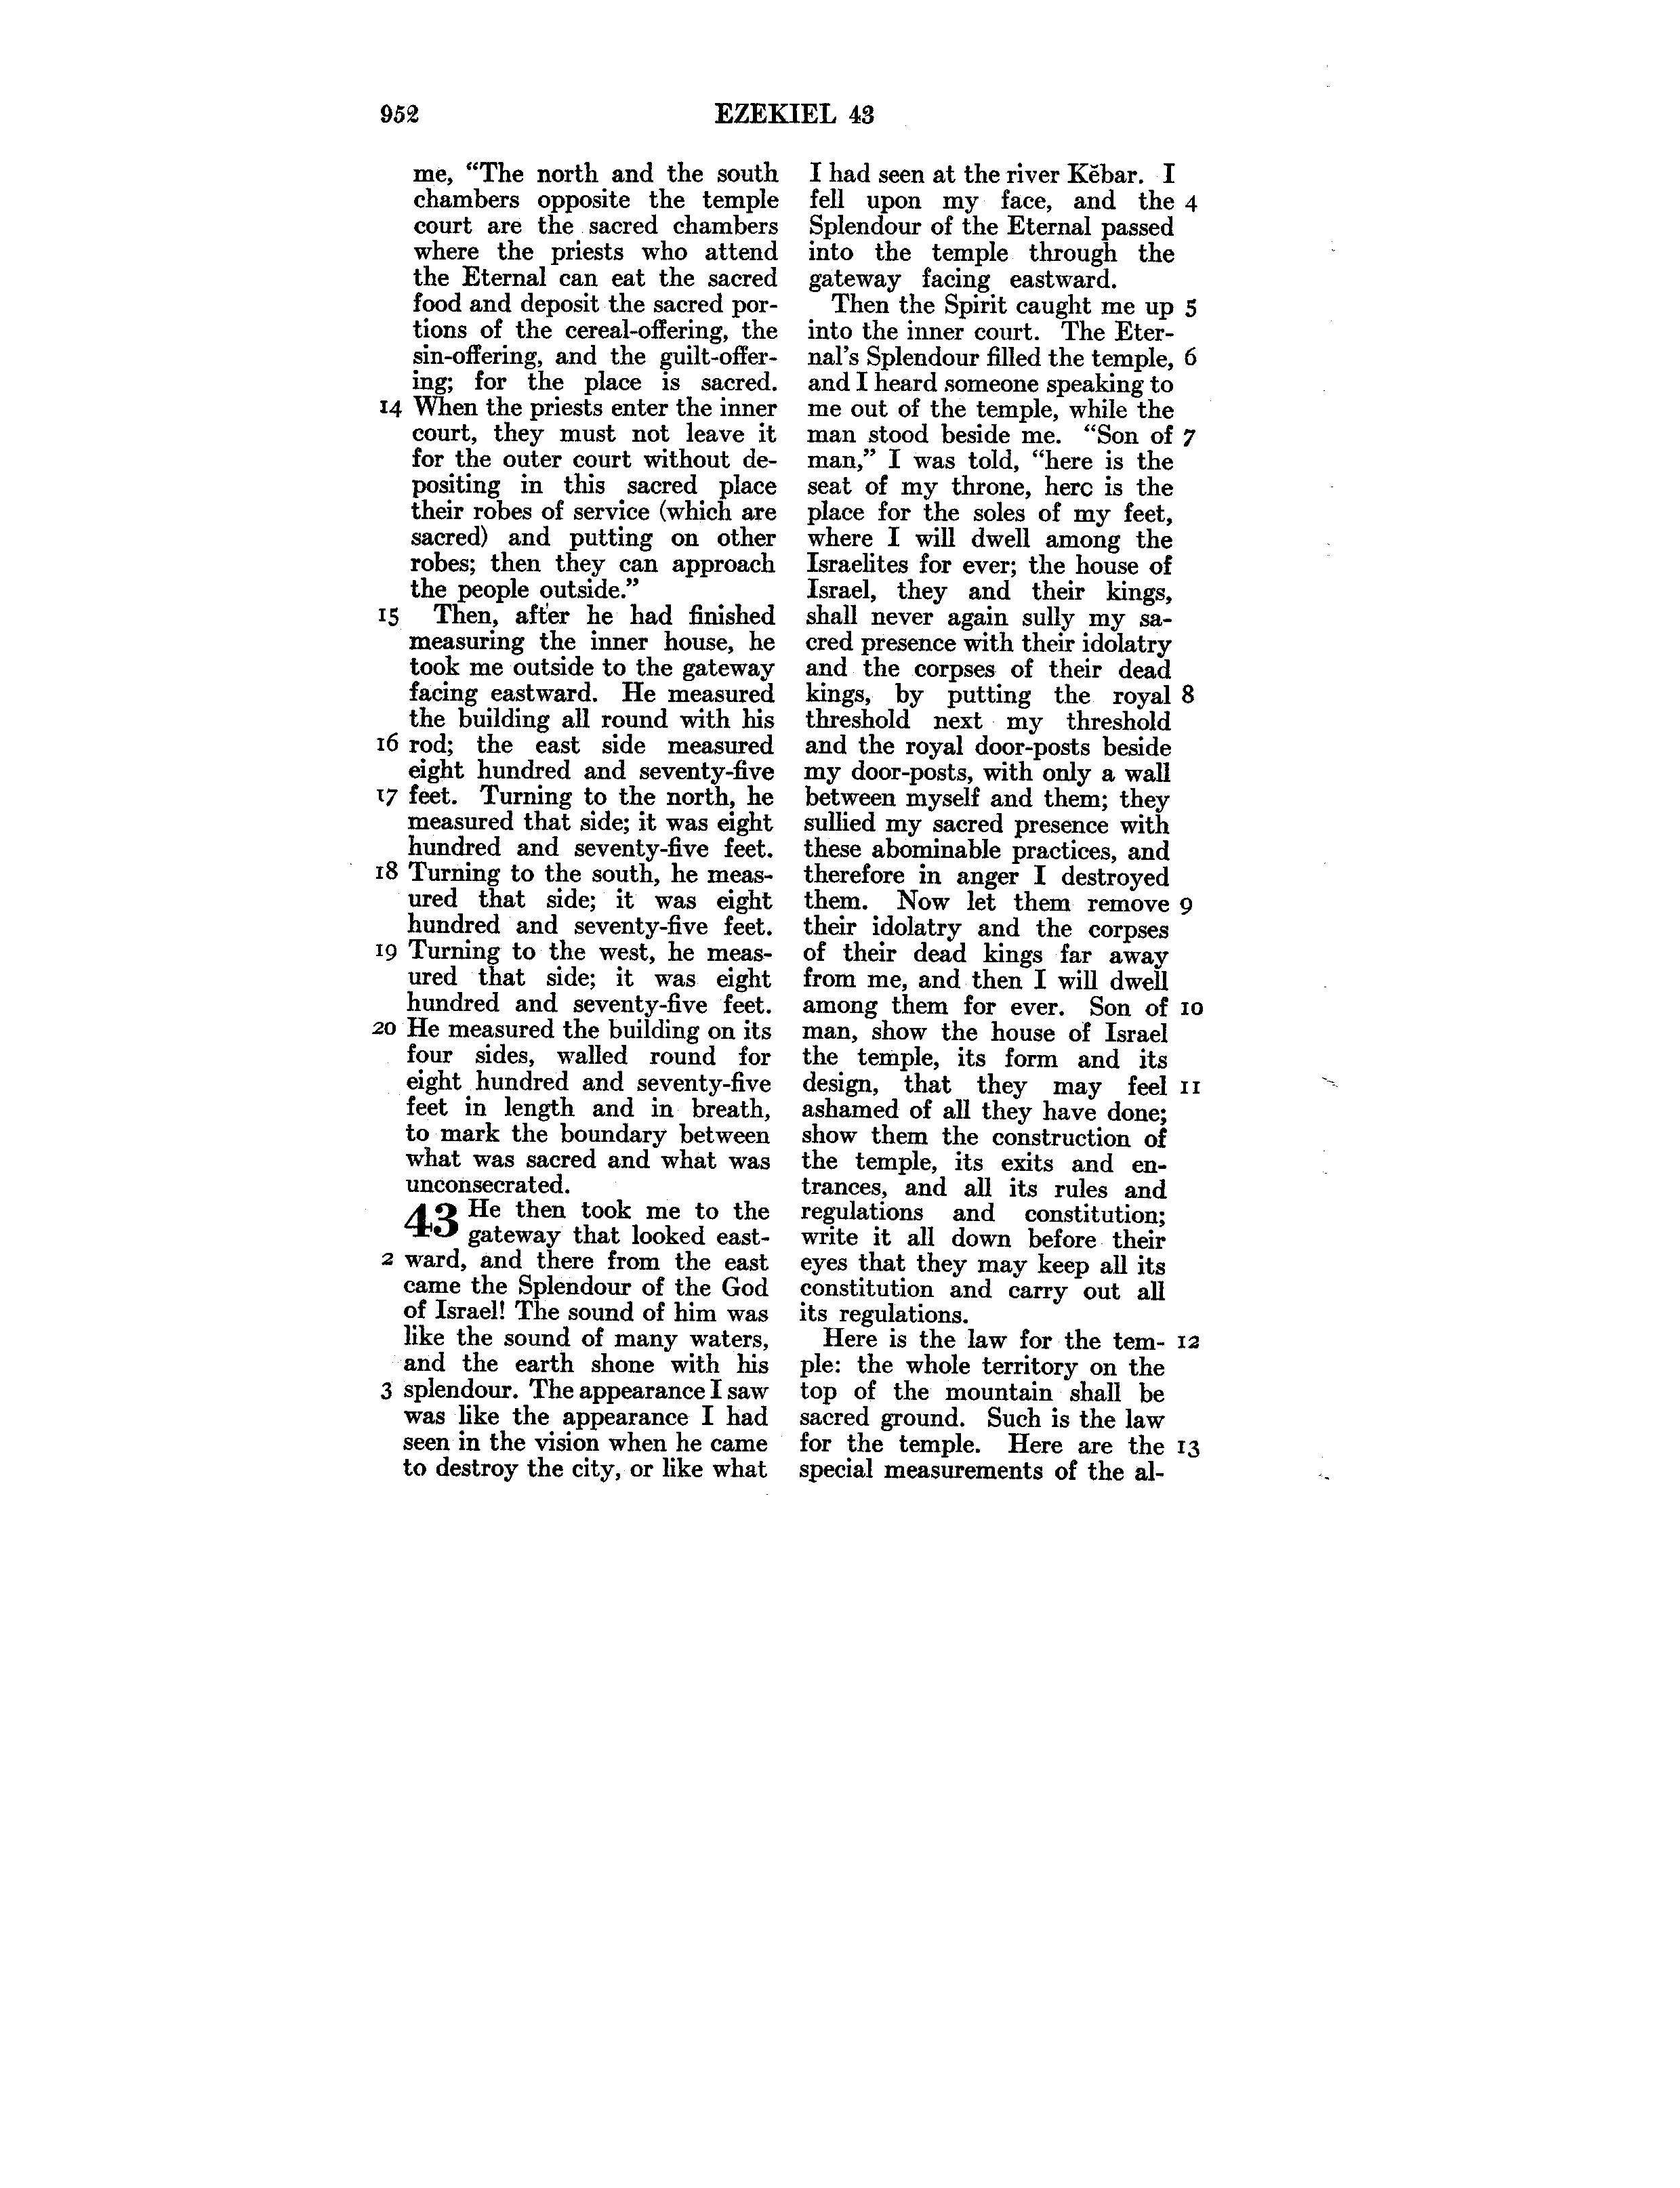 952
EZEKIEL 43
me, “The north and the south
chambers opposite the temple
court are the sacred chambers
where the priests who attend
the Eternal can eat the sacred
food and deposit the sacred por-
tions of the cereal-offering, the
sin-offering, and the guilt-offer-
ing; for the place is sacred.
14 When the priests enter the inner
court, they must not leave it
for the outer court without de-
positing in this sacred place
their robes of service (which are
sacred) and putting on other
robes; then they can approach
the people outside.”
15 Then, after he had finished
measuring the inner house, he
took me outside to the gateway
facing eastward. He measured
the building all round with his
16 rod; the east side measured
eight hundred and seventy-five
17 feet. Turning to the north, he
measured that side; it was eight
hundred and seventy-five feet.
18 Turning to the south, he meas-
ured that side; it was eight
hundred and seventy-five feet.
19 Turning to the west, he meas-
ured that side; it was eight
hundred and seventy-five feet.
20 He measured the building on its
four sides, walled round for
eight hundred and seventy-five
feet in length and in breath,
to mark the boundary between
what was sacred and what was
unconsecrated.
43 He then took me to the
gateway that looked east-
2 ward, and there from the east
came the Splendour of the God
of Israel! The sound of him was
like the sound of many waters,
and the earth shone with his
3 splendour. The appearance I saw
was like the appearance I had
seen in the vision when he came
to destroy the city, or like what
I had seen at the river Kĕbar. I
fell upon my face, and the 4
Splendour of the Eternal passed
into the temple through the
gateway facing eastward.
Then the Spirit caught me up 5
into the inner court. The Eter-
nal’s Splendour filled the temple, 6
and I heard someone speaking to
me out of the temple, while the
man stood beside me. “Son of 7
man,” I was told, “here is the
seat of my throne, here is the
place for the soles of my feet,
where I will dwell among the
Israelites for ever; the house of
Israel, they and their kings,
shall never again sully my sa-
cred presence with their idolatry
and the corpses of their dead
kings, by putting the royal 8
threshold next my threshold
and the royal door-posts beside
my door-posts, with only a wall
between myself and them; they
sullied my sacred presence with
these abominable practices, and
therefore in anger I destroyed
them. Now let them remove 9
their idolatry and the corpses
of their dead kings far away
from me, and then I will dwell
among them for ever. Son of 10
man, show the house of Israel
the temple, its form and its
design, that they may feel 11
ashamed of all they have done;
show them the construction of
the temple, its exits and en-
trances, and all its rules and
regulations and constitution;
write it all down before their
eyes that they may keep all its
constitution and carry out all
its regulations.
Here is the law for the tem- 12
ple: the whole territory on the
top of the mountain shall be
sacred ground. Such is the law
for the temple. Here are the 13
special measurements of the al-